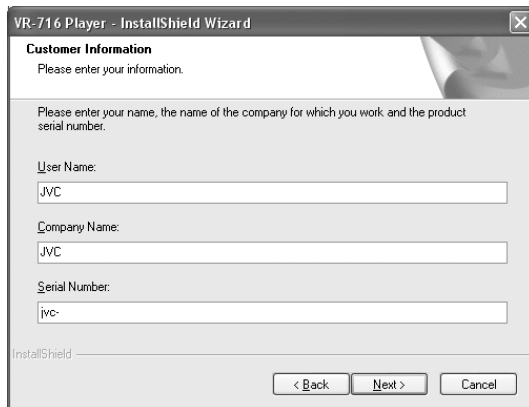 VR-716 Player - InstallShield Wizard
Customer Information
Please enter your information.
Please enter your name, the name of the company for which you work and the product
serial number.
User Name:
JVC
Company Name:
JVC
Serial Number:
jvc-
InstallShield
< Back Next > Cancel